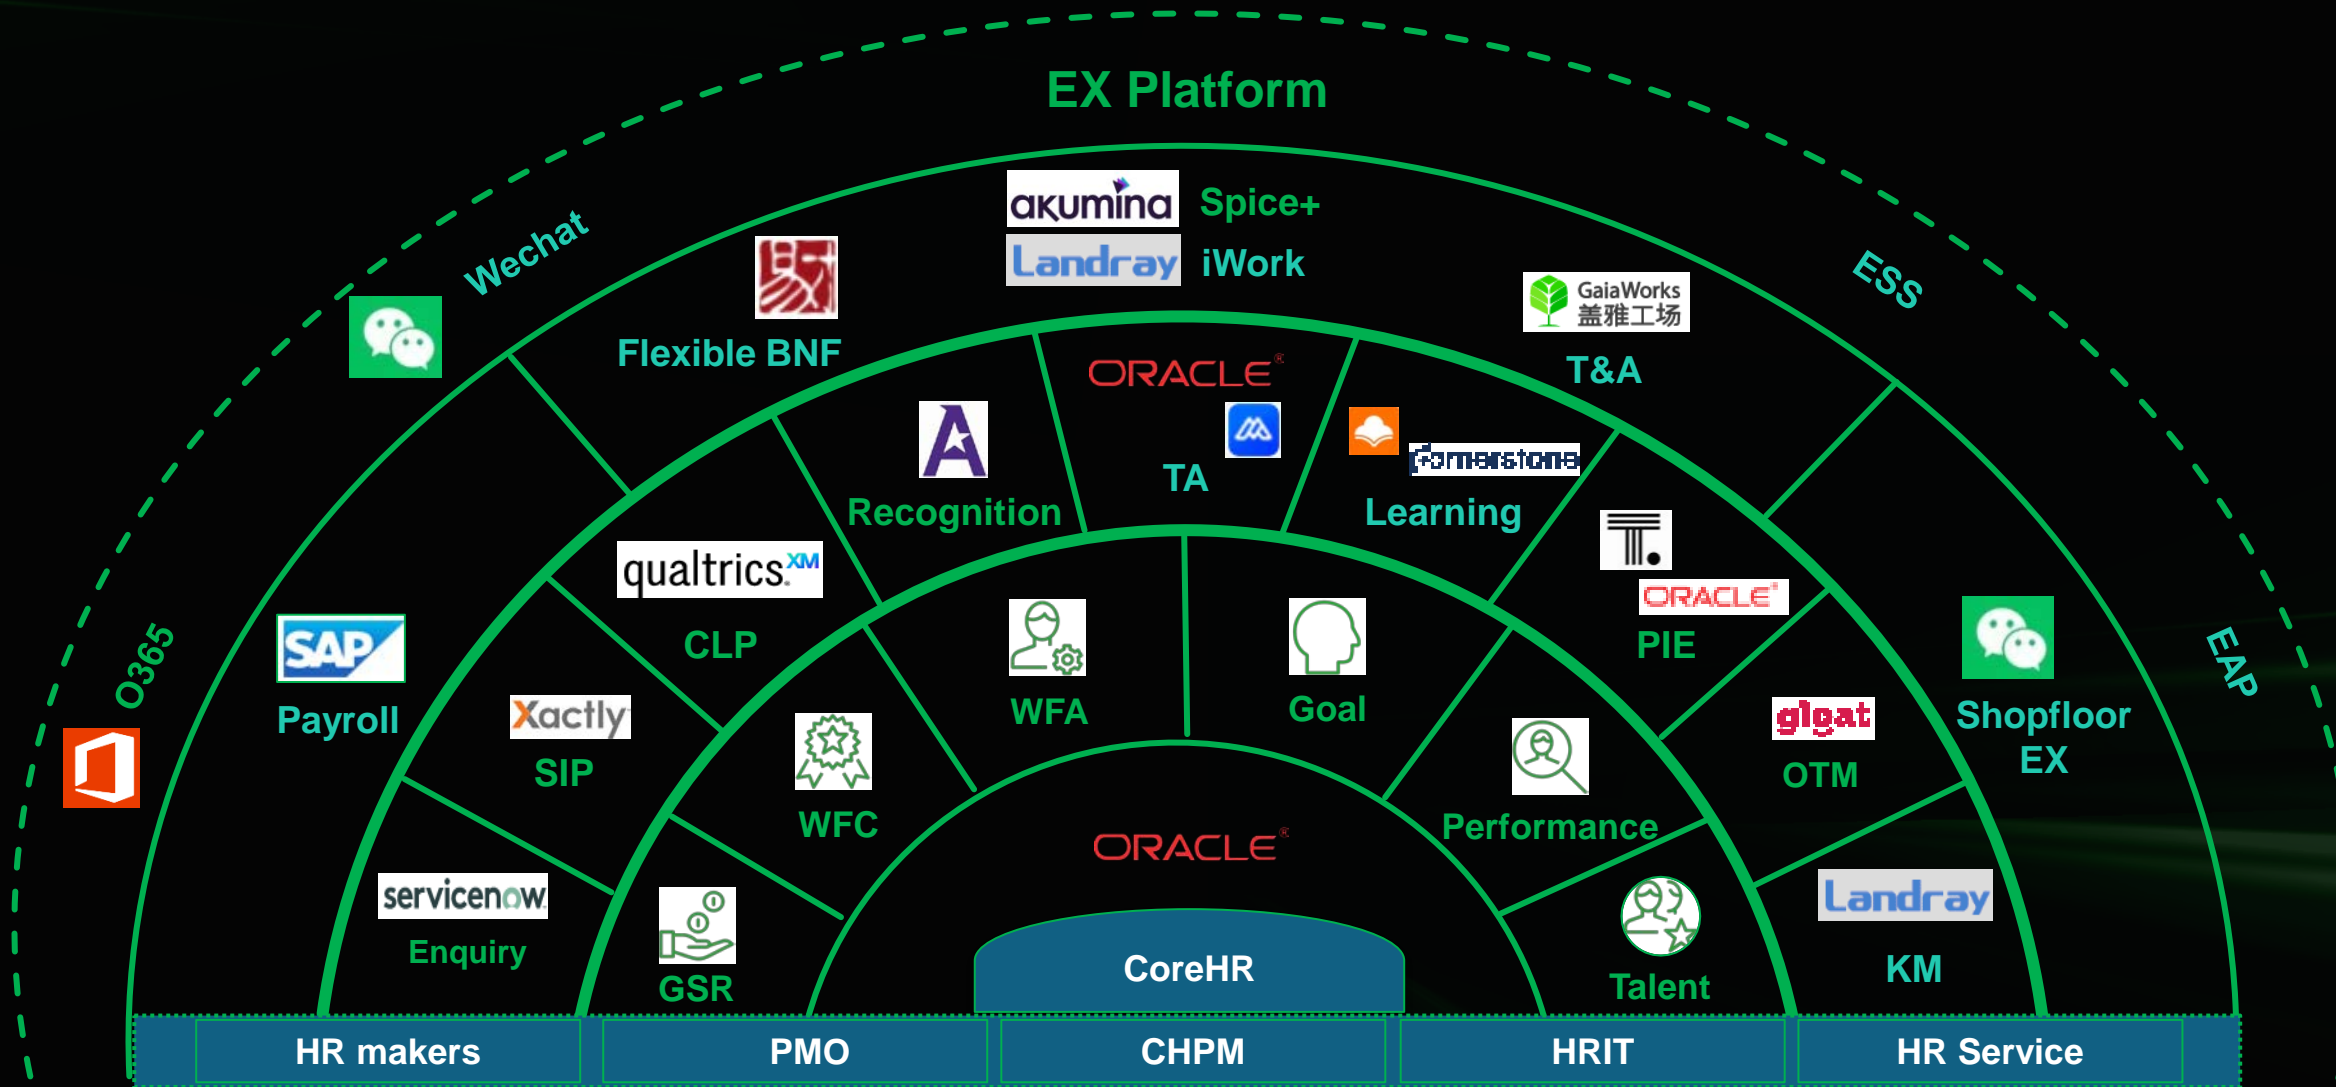 EX Platform
akumina Spice+
Landray iWork
Wechat
ESS
Flexible BNF
GaiaWorks
盖雅工场
T&A
ORACLE®
TA
Recognition
cornerstone
Learning
qualtrics.XM
CLP
ORACLE®
PIE
O365
SAP
Payroll
Xactly
SIP
WFA
Goal
gloat
OTM
Shopfloor
EX
EAP
WFC
Performance
ORACLE®
servicenow
Enquiry
GSR
CoreHR
Talent
Landray
KM
HR makers
PMO
CHPM
HRIT
HR Service